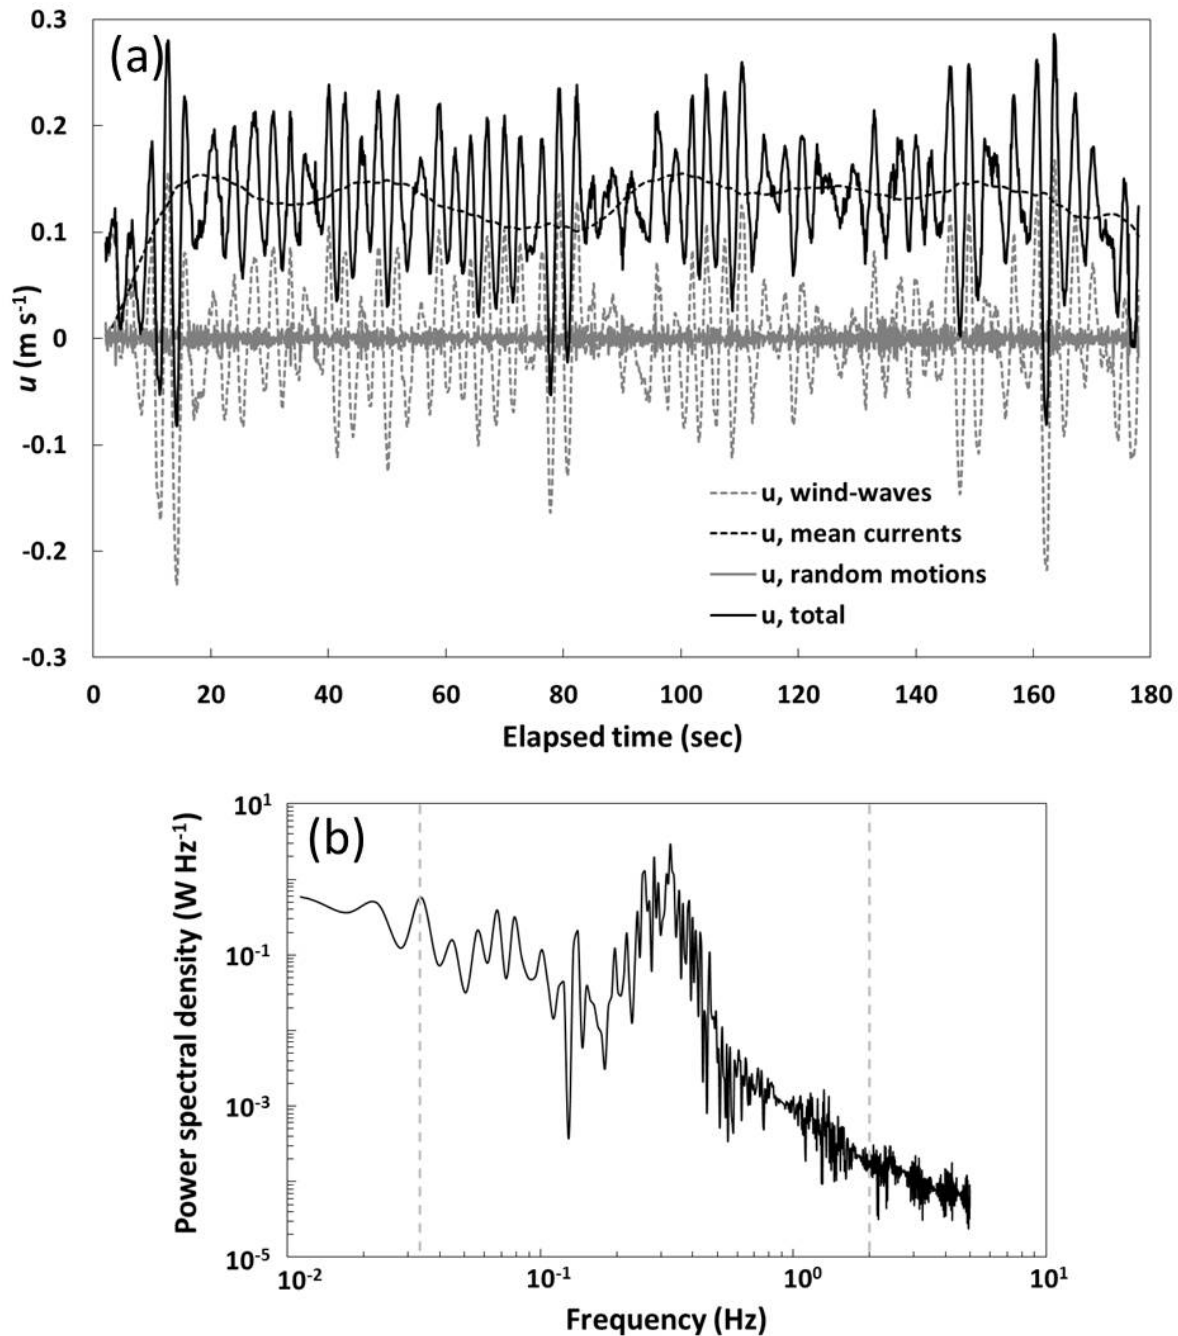 (a)
0.3
0.2
0.1
0
-0.1
-0.2
-0.3
u (m s⁻¹)
u, wind-waves
u, mean currents
u, random motions
u, total
0 20 40 60 80 100 120 140 160 180
Elapsed time (sec)
(b)
10¹
10⁻¹
10⁻³
10⁻⁵
Power spectral density (W Hz⁻¹)
10⁻² 10⁻¹ 10⁰ 10¹
Frequency (Hz)